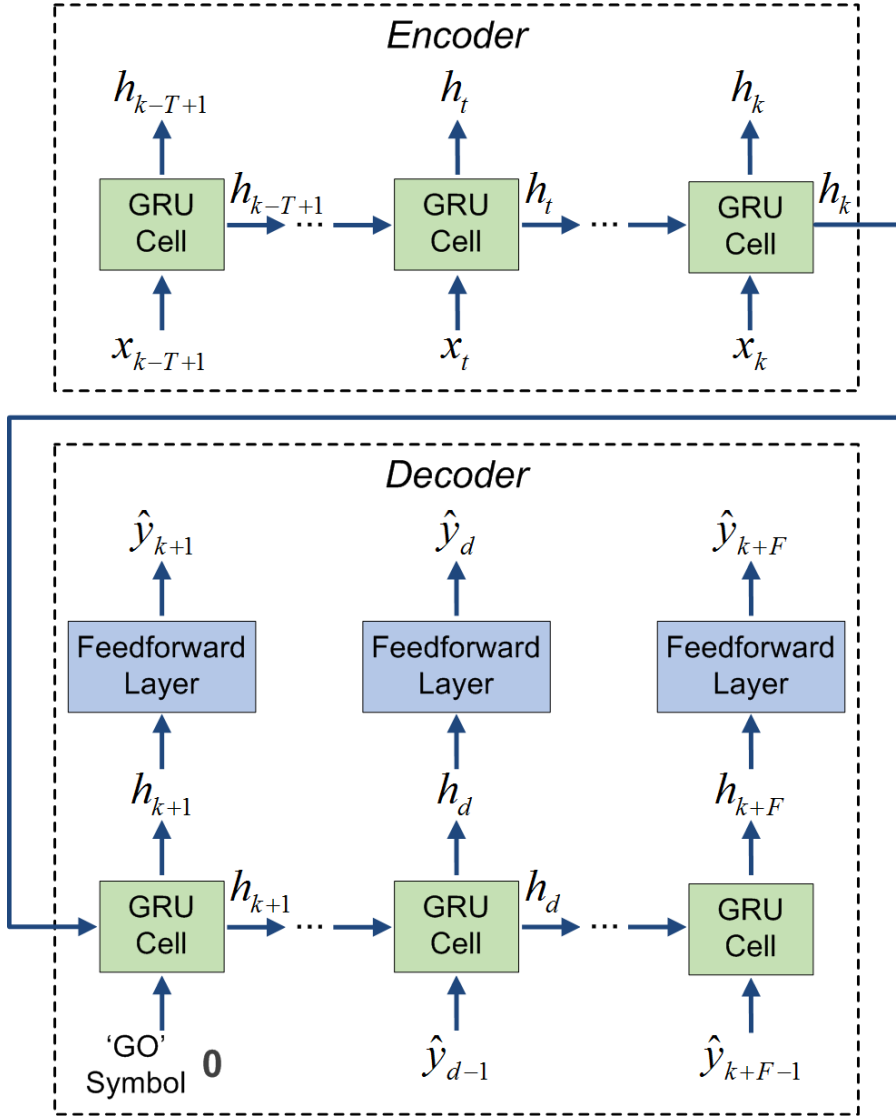 Encoder
h_{k-T+1} h_t h_k
GRU Cell h_{k-T+1} ... GRU Cell h_t ... GRU Cell h_k
x_{k-T+1} x_t x_k
Decoder
ŷ_{k+1} ŷ_d ŷ_{k+F}
Feedforward Feedforward Feedforward
Layer Layer Layer
h_{k+1} h_d h_{k+F}
GRU Cell h_{k+1} ... GRU Cell h_d ... GRU Cell
'GO' Symbol 0 ŷ_{d-1} ŷ_{k+F-1}